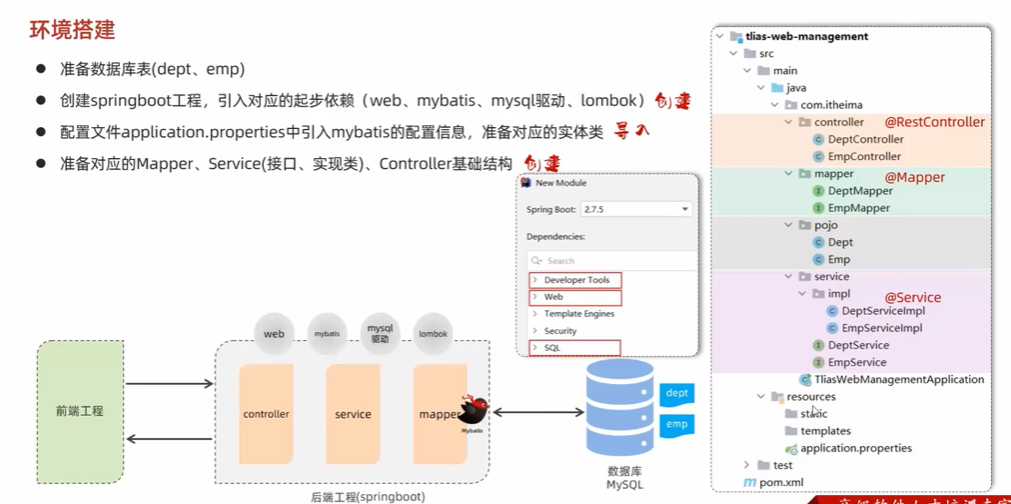 环境搭建
● 准备数据库表(dept、emp)
● 创建springboot工程，引入对应的起步依赖（web、mybatis、mysql驱动、lombok） 创建
● 配置文件application.properties中引入mybatis的配置信息，准备对应的实体类 导入
● 准备对应的Mapper、Service(接口、实现类)、Controller基础结构 创建
New Module
Spring Boot: 2.7.5
Dependencies:
Search
Developer Tools
Web
Template Engines
Security
SQL
web
mybatis
mysql
驱动
lombok
前端工程
controller
service
mapper
Mybatis
dept
emp
数据库
MySQL
后端工程(springboot)
tlias-web-management
src
main
java
com.itheima
controller @RestController
DeptController
EmpController
mapper @Mapper
DeptMapper
EmpMapper
pojo
Dept
Emp
service
impl @Service
DeptServiceImpl
EmpServiceImpl
DeptService
EmpService
TliasWebManagementApplication
resources
static
templates
application.properties
test
pom.xml